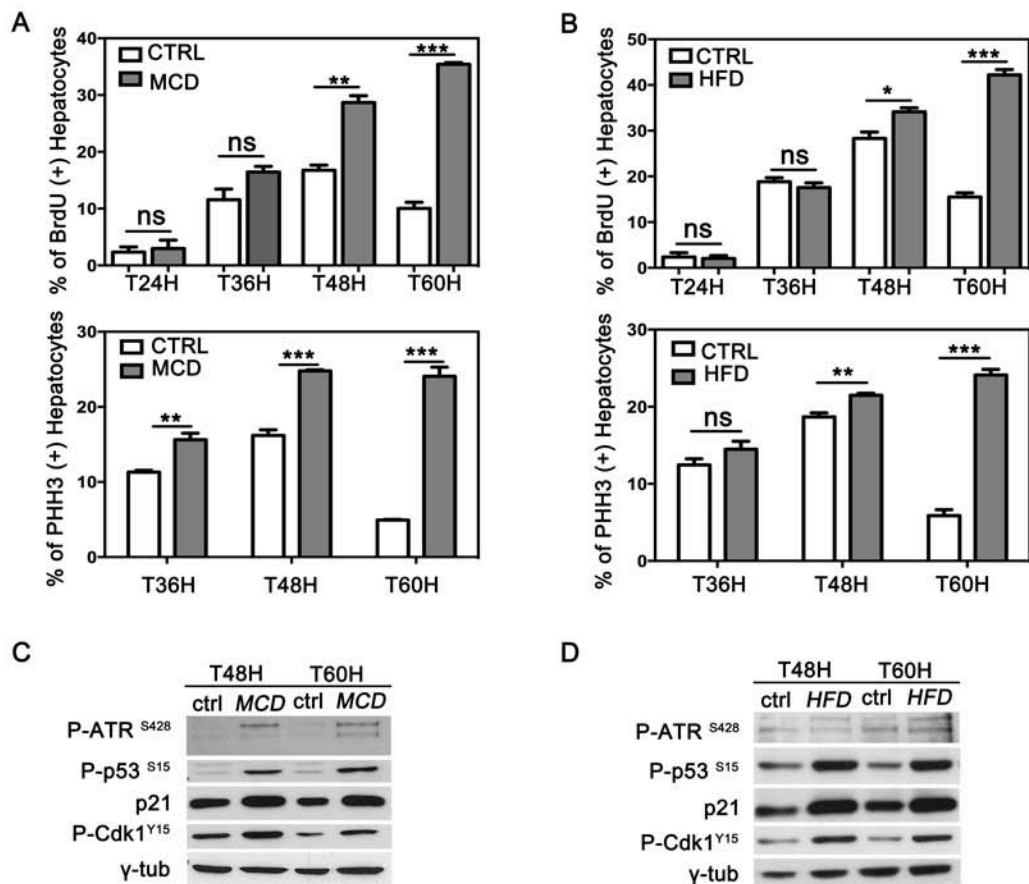 A
% of BrdU (+) Hepatocytes
40
30
20
10
0
CTRL
MCD
ns
ns
**
***
T24H T36H T48H T60H
% of PHH3 (+) Hepatocytes
30
20
10
0
CTRL
MCD
**
***
***
T36H T48H T60H
B
% of BrdU (+) Hepatocytes
50
40
30
20
10
0
CTRL
HFD
ns
ns
*
***
T24H T36H T48H T60H
% of PHH3 (+) Hepatocytes
30
20
10
0
CTRL
HFD
ns
**
***
T36H T48H T60H
C
T48H T60H
ctrl MCD ctrl MCD
P-ATR S428
P-p53 S15
p21
P-Cdk1Y15
γ-tub
D
T48H T60H
ctrl HFD ctrl HFD
P-ATR S428
P-p53 S15
p21
P-Cdk1Y15
γ-tub